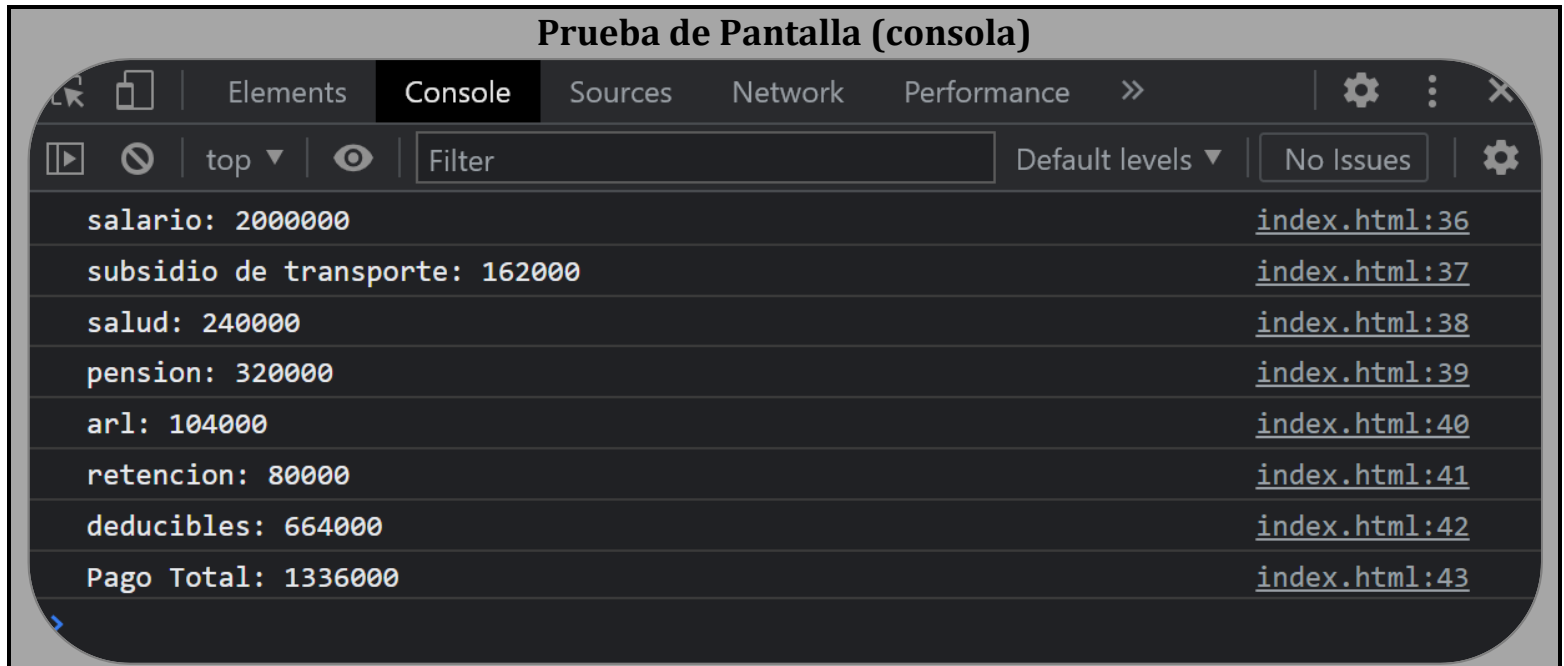 Prueba de Pantalla (consola)
Elements Console Sources Network Performance
top Filter Default levels No Issues
salario: 2000000 index.html:36
subsidio de transporte: 162000 index.html:37
salud: 240000 index.html:38
pension: 320000 index.html:39
arl: 104000 index.html:40
retencion: 80000 index.html:41
deducibles: 664000 index.html:42
Pago Total: 1336000 index.html:43